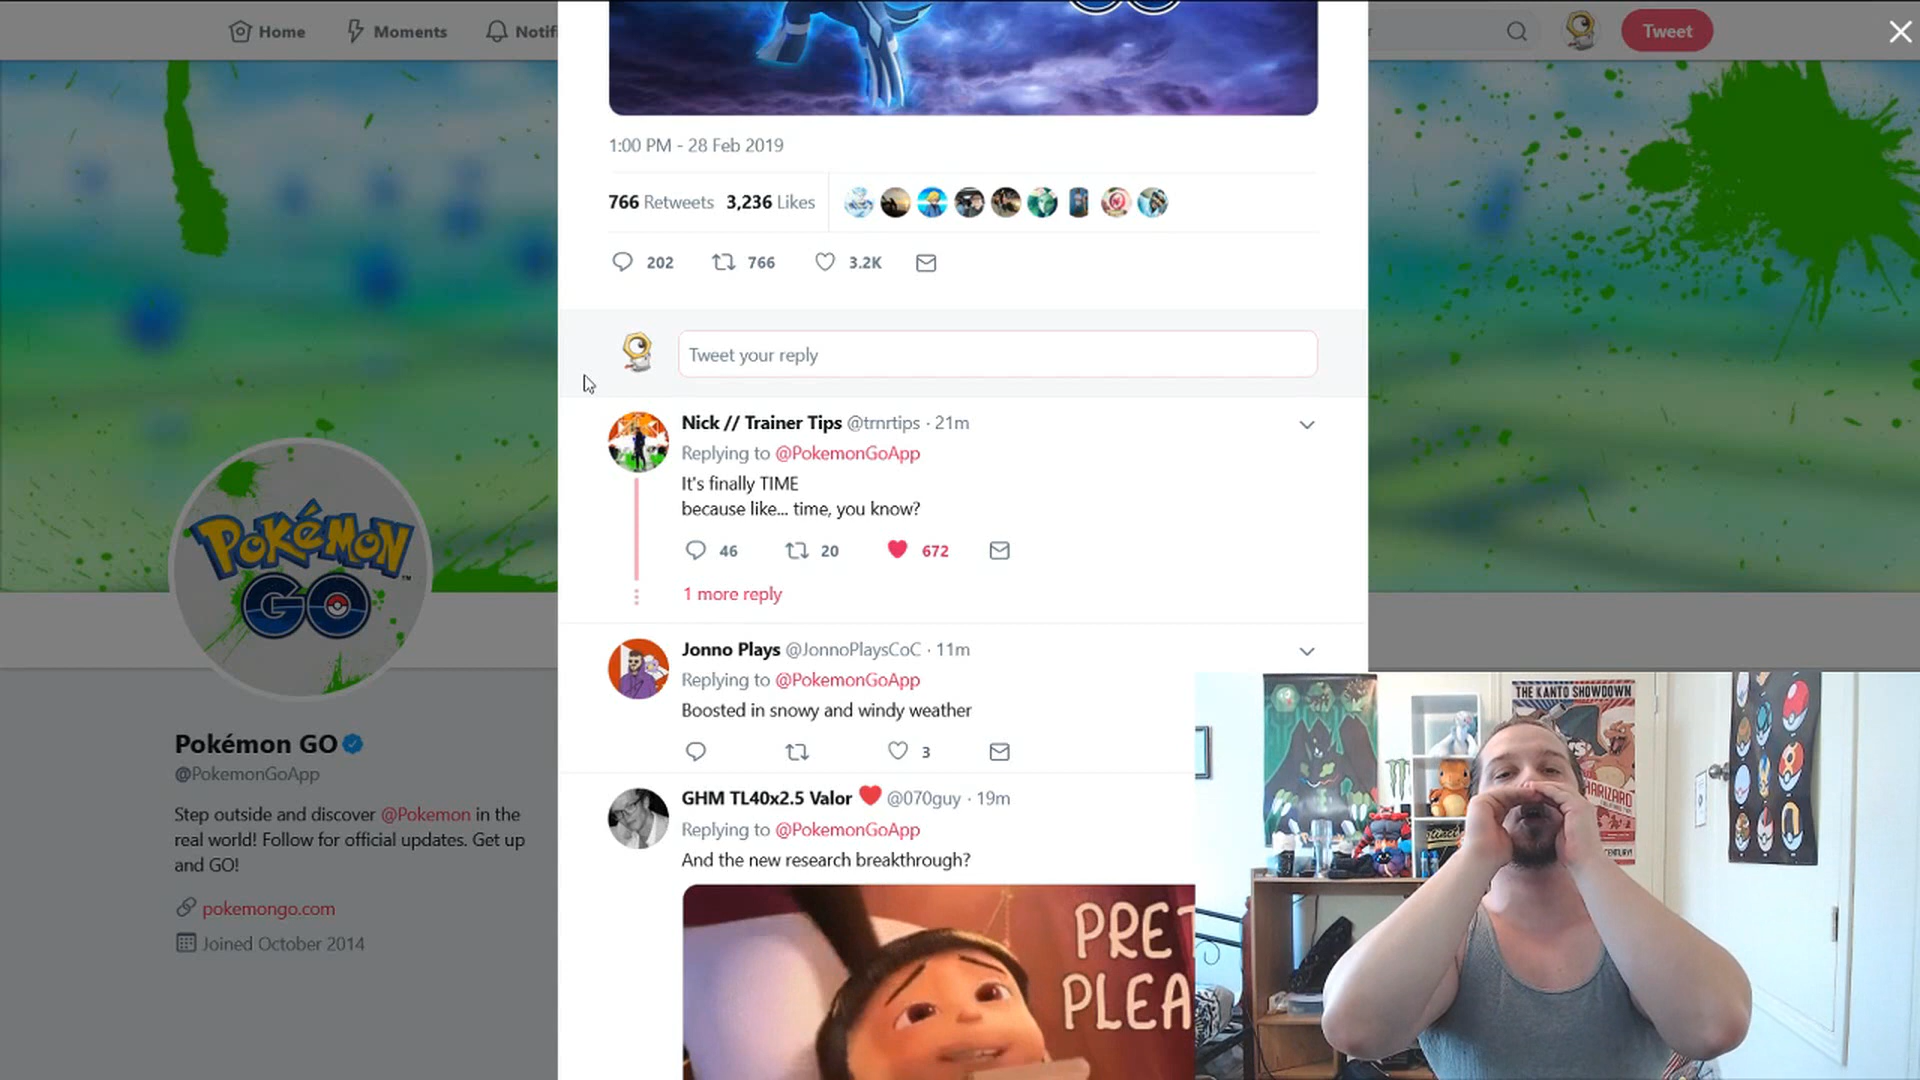 Home
Moments
Tweet
1:00 PM - 28 Feb 2019
766 Retweets 3,236 Likes
202 766 3.2K
Tweet your reply
Nick // Trainer Tips @trnrtips · 21m
Replying to @PokemonGoApp
It's finally TIME
because like... time, you know?
46 20 672
1 more reply
Jonno Plays @JonnoPlaysCoC · 11m
Replying to @PokemonGoApp
Boosted in snowy and windy weather
3
GHM TL40x2.5 Valor @070guy · 19m
Replying to @PokemonGoApp
And the new research breakthrough?
POKÉMON
GO
TM
Pokémon GO
@PokemonGoApp
Step outside and discover @Pokemon in the
real world! Follow for official updates. Get up
and GO!
pokemongo.com
Joined October 2014
THE KANTO SHOWDOWN